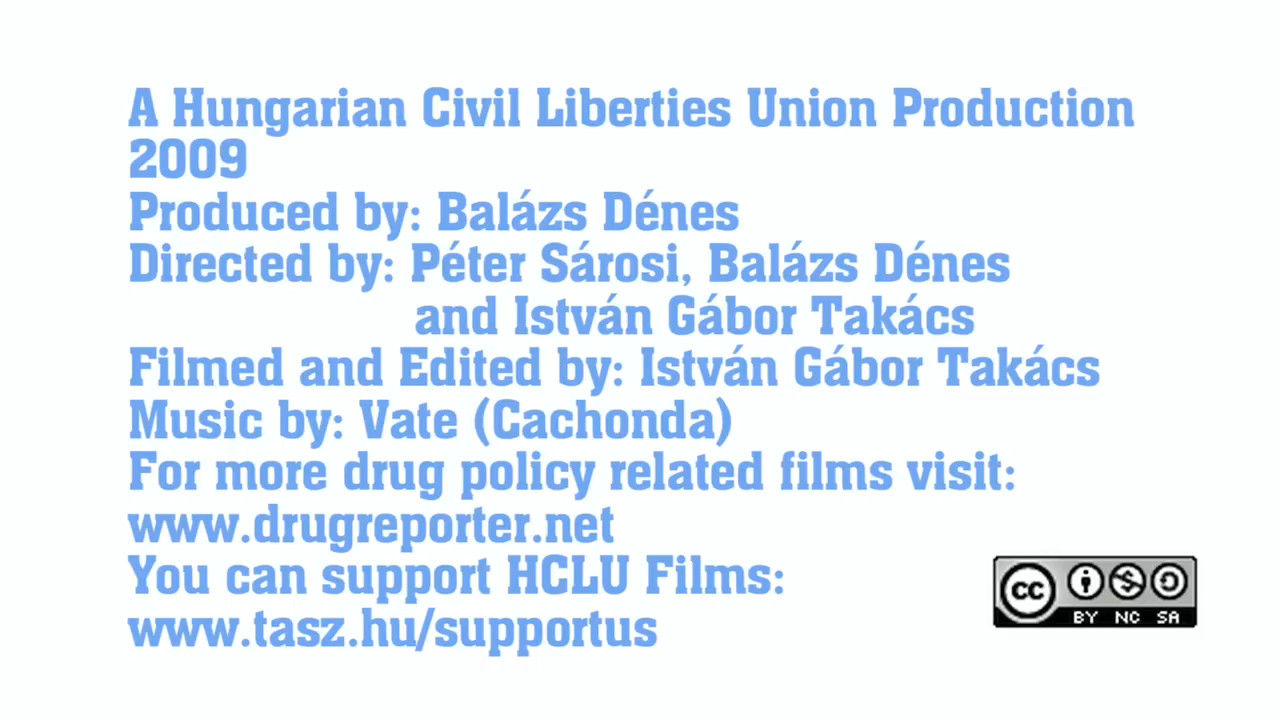 A Hungarian Civil Liberties Union Production
2009
Produced by: Balázs Dénes
Directed by: Péter Sárosi, Balázs Dénes
and István Gábor Takács
Filmed and Edited by: István Gábor Takács
Music by: Vate (Cachonda)
For more drug policy related films visit:
www.drugreporter.net
You can support HCLU Films:
www.tasz.hu/supportus
CC
BY NC SA